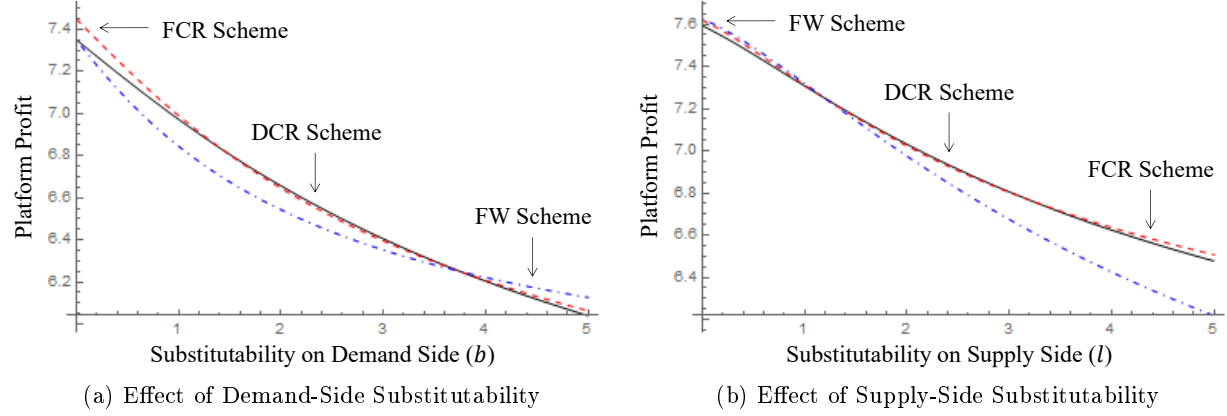 7.4
7.2
7.0
6.8
6.6
6.4
6.2
Platform Profit
FCR Scheme
DCR Scheme
FW Scheme
1 2 3 4 5
Substitutability on Demand Side (b)
(a) Effect of Demand-Side Substitutability
7.6
7.4
7.2
7.0
6.8
6.6
6.4
Platform Profit
FW Scheme
DCR Scheme
FCR Scheme
1 2 3 4 5
Substitutability on Supply Side (l)
(b) Effect of Supply-Side Substitutability